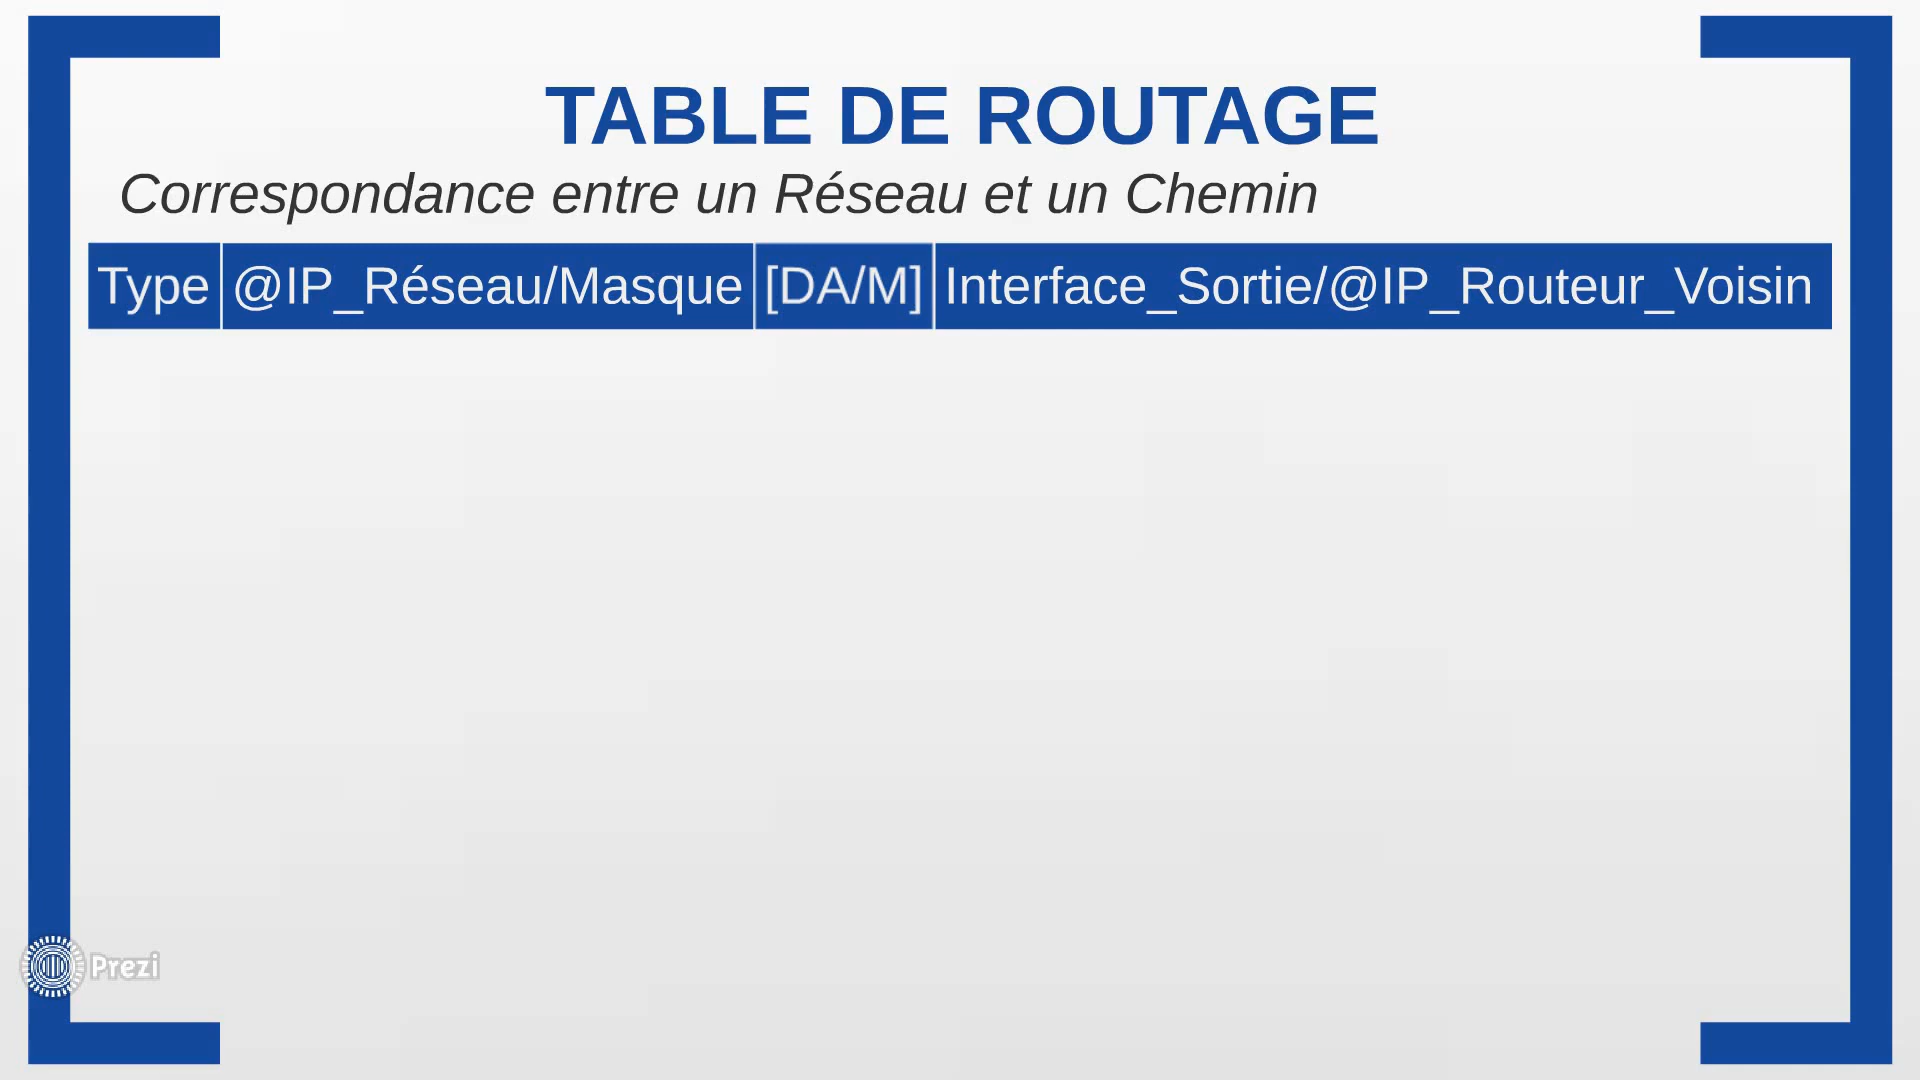 TABLE DE ROUTAGE
Correspondance entre un Réseau et un Chemin
Type @IP_Réseau/Masque [DA/M] Interface_Sortie/@IP_Routeur_Voisin
Prezi